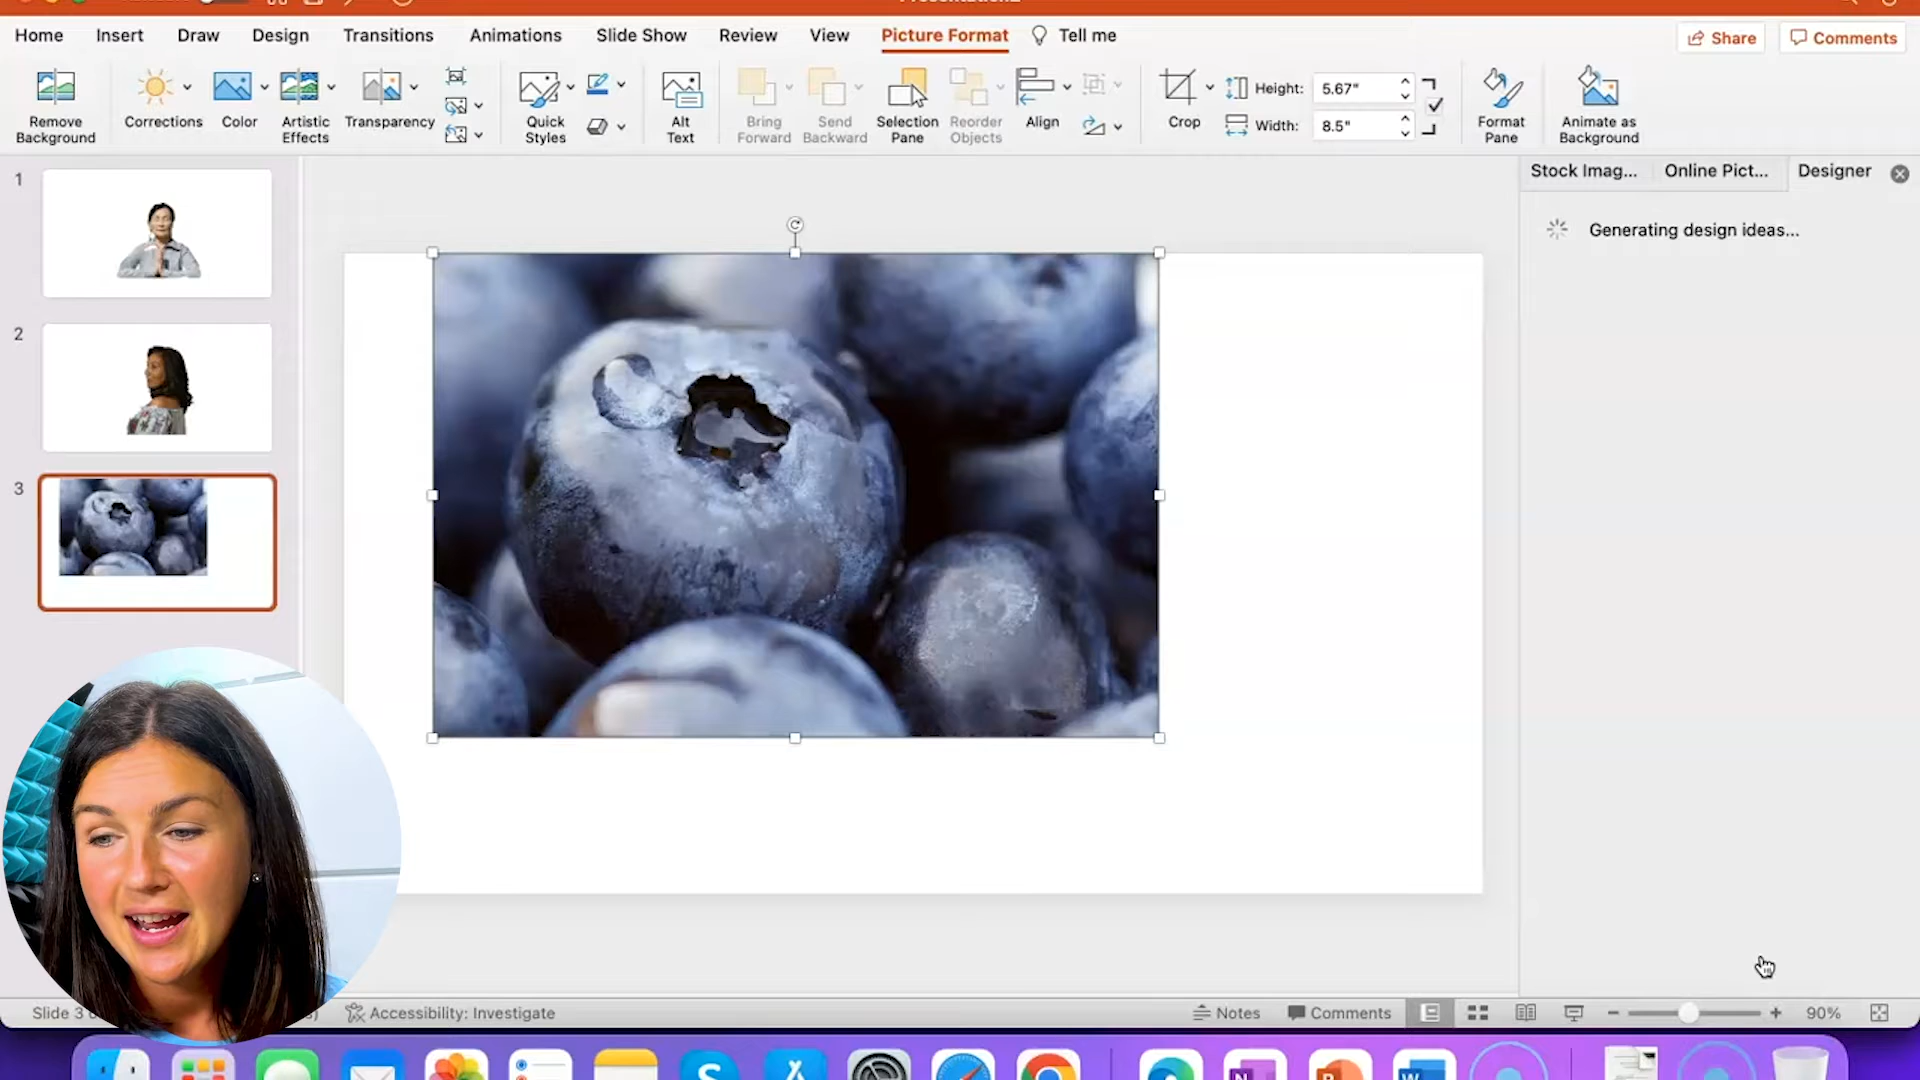 Home Insert Draw Design Transitions Animations Slide Show Review View Picture Format Tell me Share Comments
Remove Background
Corrections
Color
Artistic Effects
Transparency
Quick Styles
Alt Text
Bring Forward
Send Backward
Selection Pane
Reorder Objects
Align
Crop
Height: 5.67"
Width: 8.5"
Format Pane
Animate as Background
Stock Imag... Online Pict... Designer
Generating design ideas...
1
2
3
Slide 3
Accessibility: Investigate
Notes Comments 90%